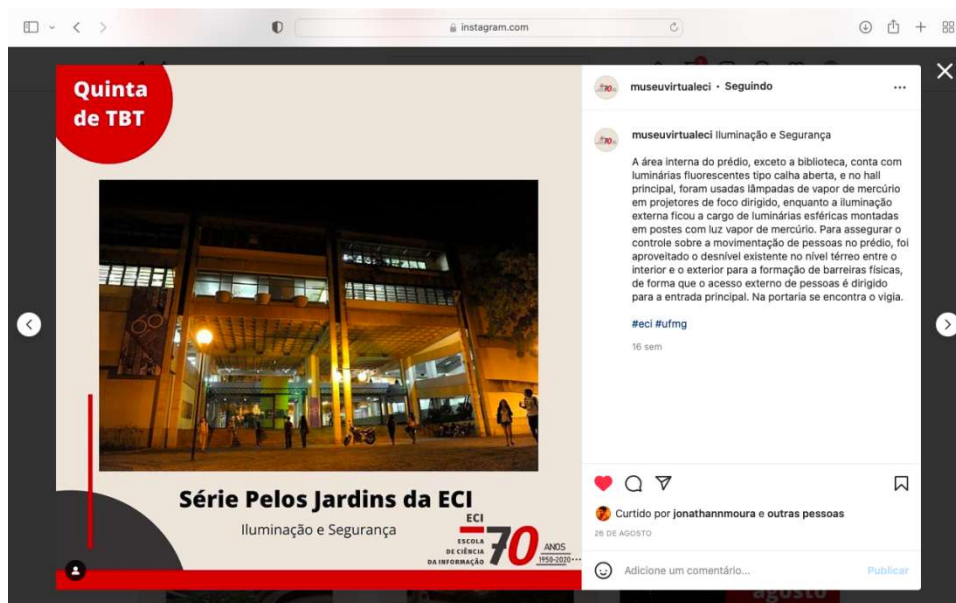 instagram.com
Quinta
de TBT
Série Pelos Jardins da ECI
Iluminação e Segurança
ECI
70
ESCOLA
DE CIÊNCIA
DA INFORMAÇÃO
ANOS
1950-2020
museuvirtualeci • Seguindo
museuvirtualeci Iluminação e Segurança
A área interna do prédio, exceto a biblioteca, conta com
luminárias fluorescentes tipo calha aberta, e no hall
principal, foram usadas lâmpadas de vapor de mercúrio
em projetores de foco dirigido, enquanto a iluminação
externa ficou a cargo de luminárias esféricas montadas
em postes com luz vapor de mercúrio. Para assegurar o
controle sobre a movimentação de pessoas no prédio, foi
aproveitado o desnível existente no nível térreo entre o
interior e o exterior para a formação de barreiras físicas,
de forma que o acesso externo de pessoas é dirigido
para a entrada principal. Na portaria se encontra o vigia.
#eci #ufmg
16 sem
Curtido por jonathannmoura e outras pessoas
26 DE AGOSTO
Adicione um comentário...
Publicar
agosto